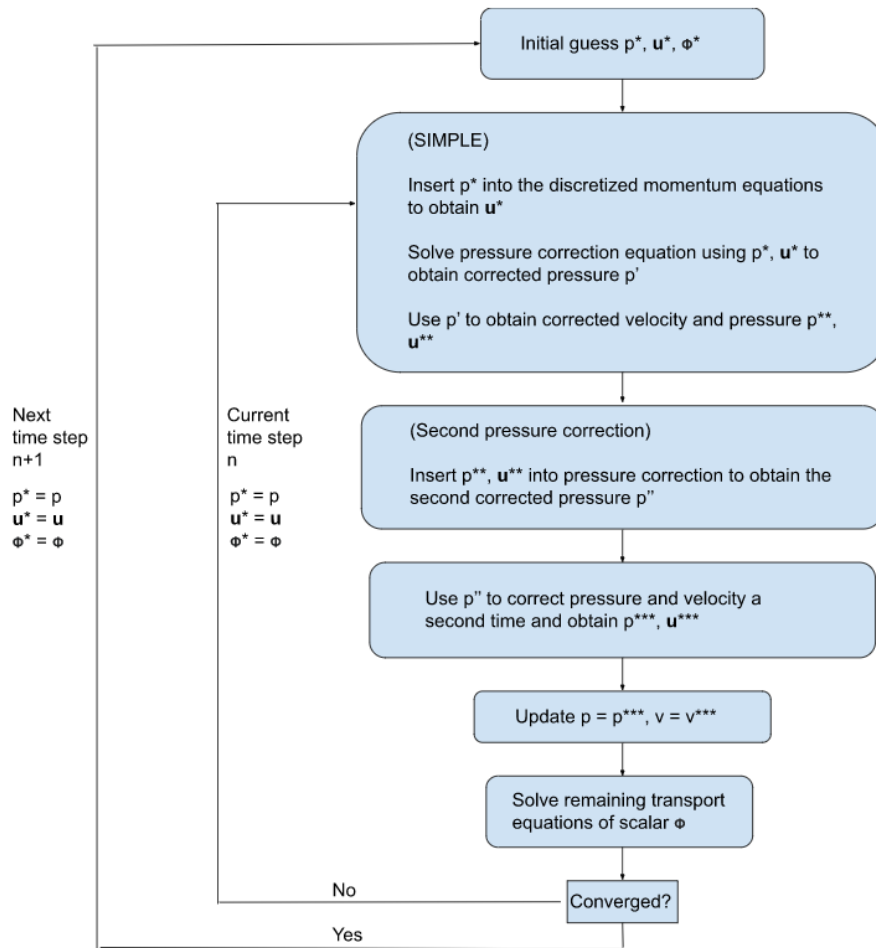 Initial guess p*, u*, Φ*
(SIMPLE)
Insert p* into the discretized momentum equations
to obtain u*
Solve pressure correction equation using p*, u* to
obtain corrected pressure p'
Use p' to obtain corrected velocity and pressure p**,
u**
(Second pressure correction)
Insert p**, u** into pressure correction to obtain the
second corrected pressure p''
Use p'' to correct pressure and velocity a
second time and obtain p***, u***
Update p = p***, v = v***
Solve remaining transport
equations of scalar Φ
Converged?
No
Yes
Current
time step
n
p* = p
u* = u
Φ* = Φ
Next
time step
n+1
p* = p
u* = u
Φ* = Φ